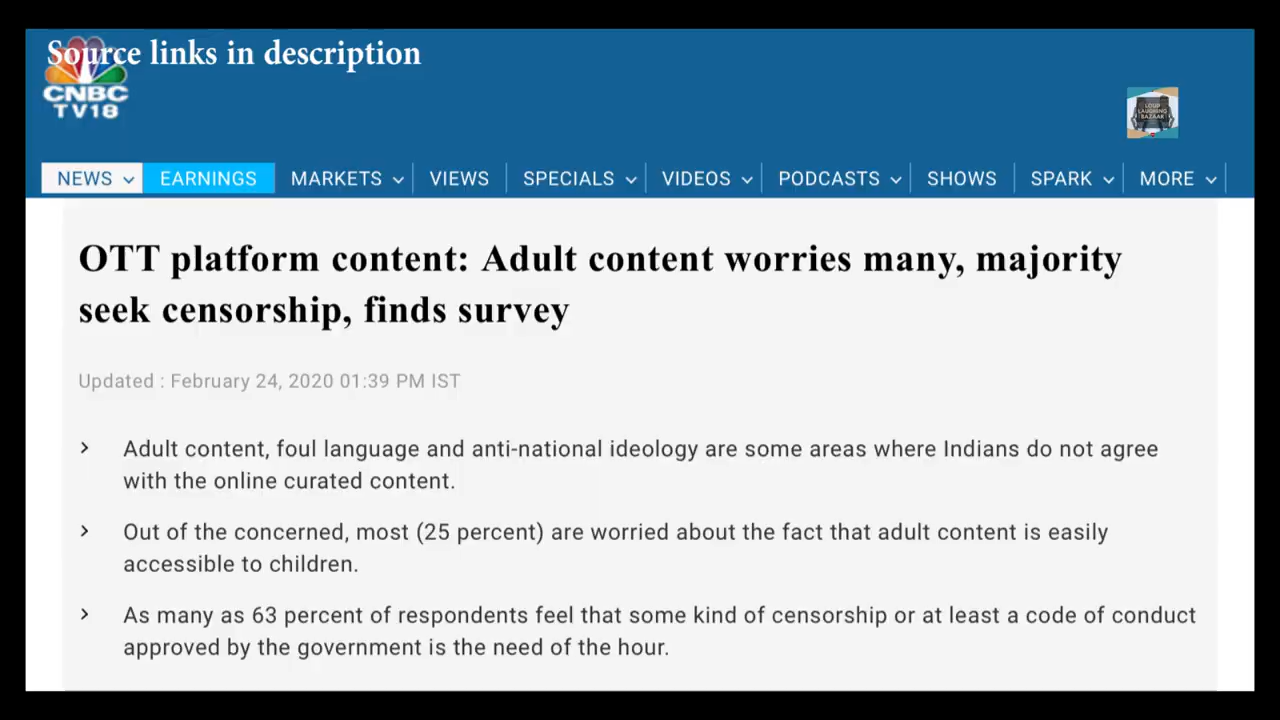 Source links in description
CNBC
TV18
LOUD
LAUGHING
BAZAAR
NEWS EARNINGS MARKETS VIEWS SPECIALS VIDEOS PODCASTS SHOWS SPARK MORE
OTT platform content: Adult content worries many, majority
seek censorship, finds survey
Updated : February 24, 2020 01:39 PM IST
Adult content, foul language and anti-national ideology are some areas where Indians do not agree
with the online curated content.
Out of the concerned, most (25 percent) are worried about the fact that adult content is easily
accessible to children.
As many as 63 percent of respondents feel that some kind of censorship or at least a code of conduct
approved by the government is the need of the hour.